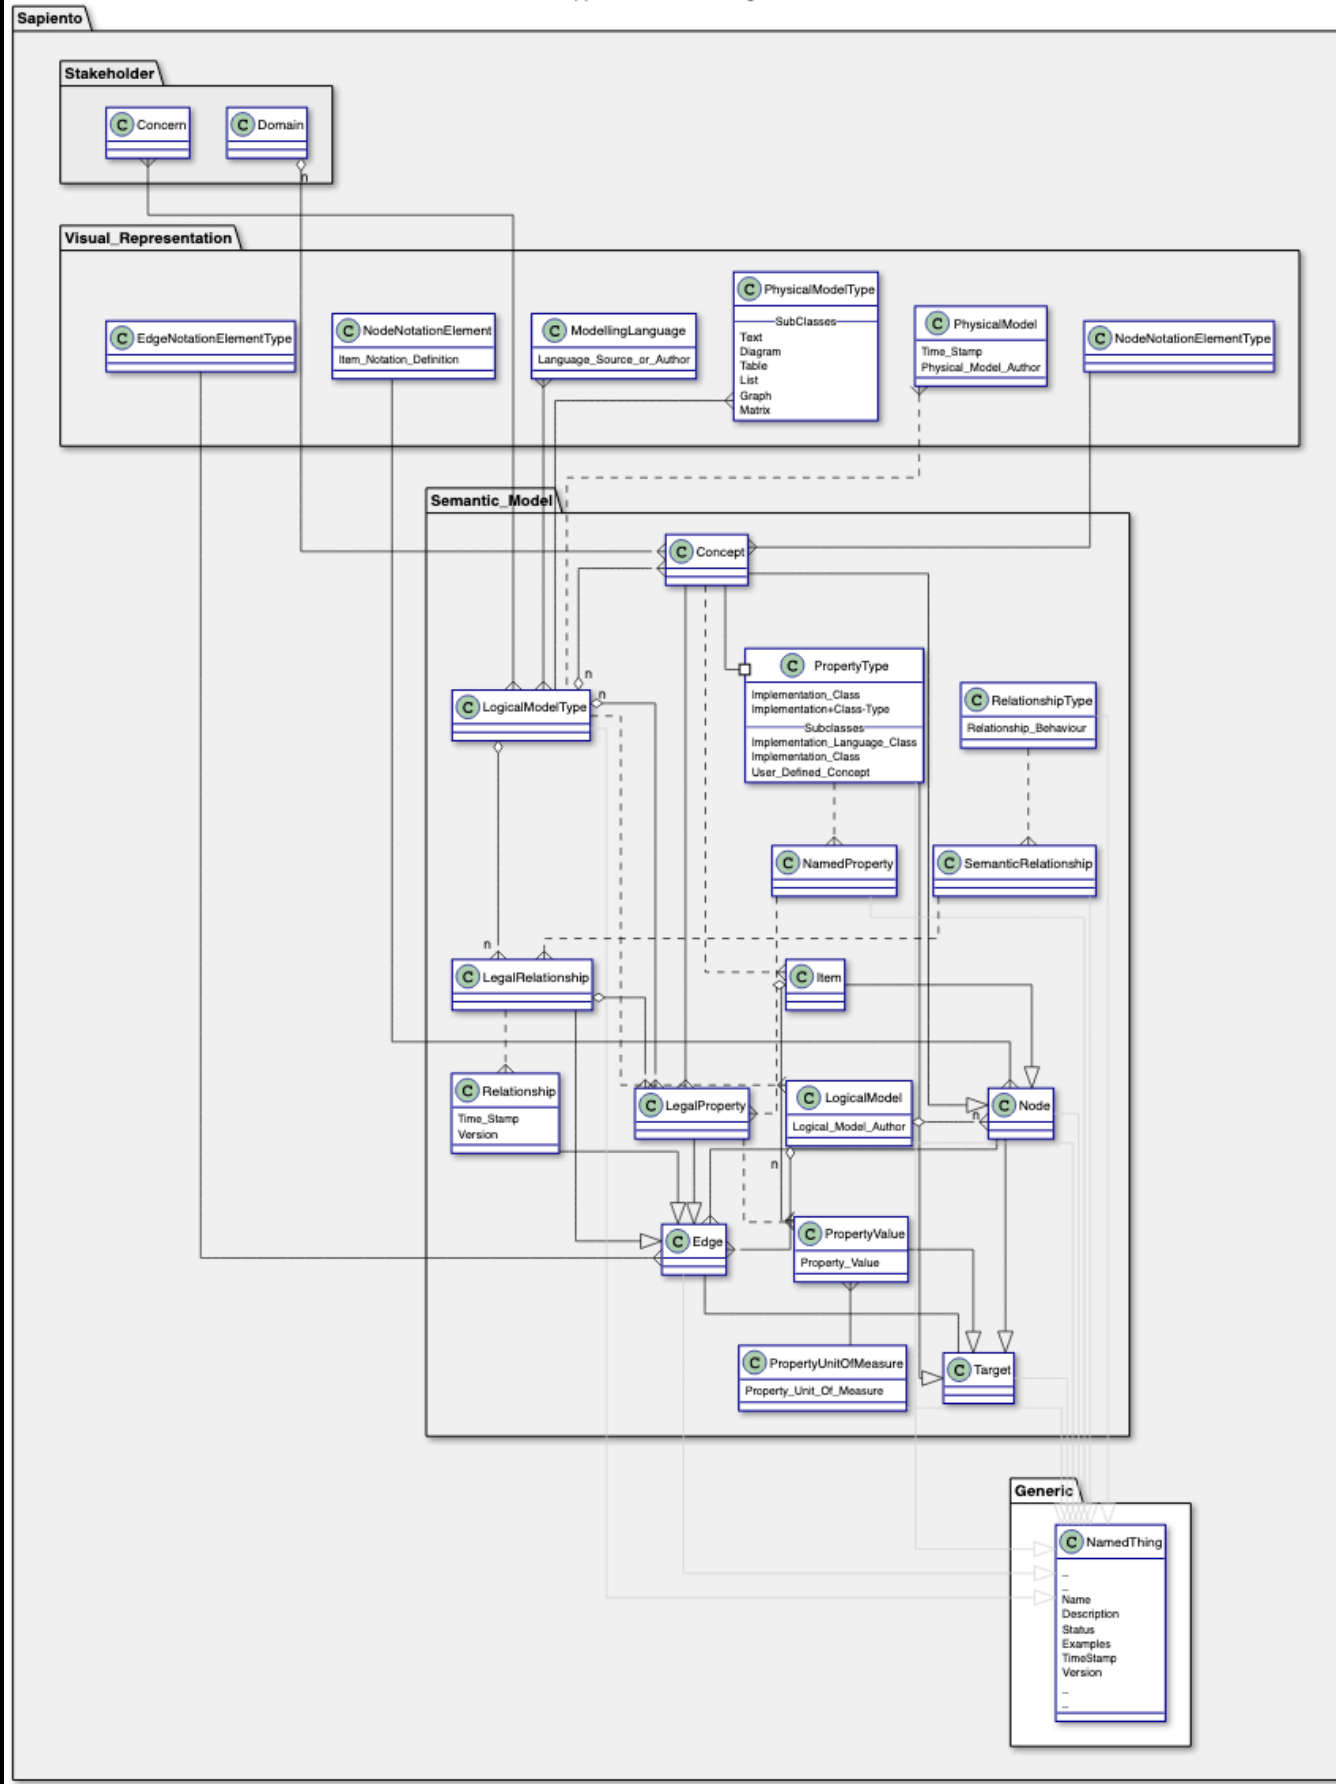 Sapiento
Stakeholder
C Concern
C Domain
n
Visual_Representation
C EdgeNotationElementType
C NodeNotationElement
Item_Notation_Definition
C ModellingLanguage
Language_Source_or_Author
C PhysicalModelType
SubClasses
Text
Diagram
Table
List
Graph
Matrix
C PhysicalModel
Time_Stamp
Physical_Model_Author
C NodeNotationElementType
Semantic_Model
C Concept
n
n
C LogicalModelType
C PropertyType
Implementation_Class
Implementation+Class-Type
Subclasses
Implementation_Language_Class
Implementation_Class
User_Defined_Concept
C RelationshipType
Relationship_Behaviour
C NamedProperty
C SemanticRelationship
n
C LegalRelationship
C Item
C Relationship
Time_Stamp
Version
C LegalProperty
C LogicalModel
Logical_Model_Author
n
C Node
n
C Edge
C PropertyValue
Property_Value
C PropertyUnitOfMeasure
Property_Unit_Of_Measure
C Target
Generic
C NamedThing
_
_
Name
Description
Status
Examples
TimeStamp
Version
_
_